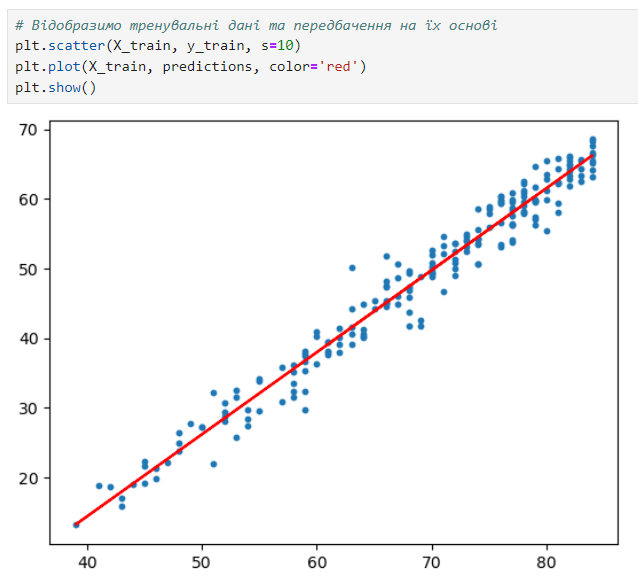 # Відобразимо тренувальні дані та передбачення на їх основі
plt.scatter(X_train, y_train, s=10)
plt.plot(X_train, predictions, color='red')
plt.show()
70
60
50
40
30
20
40 50 60 70 80